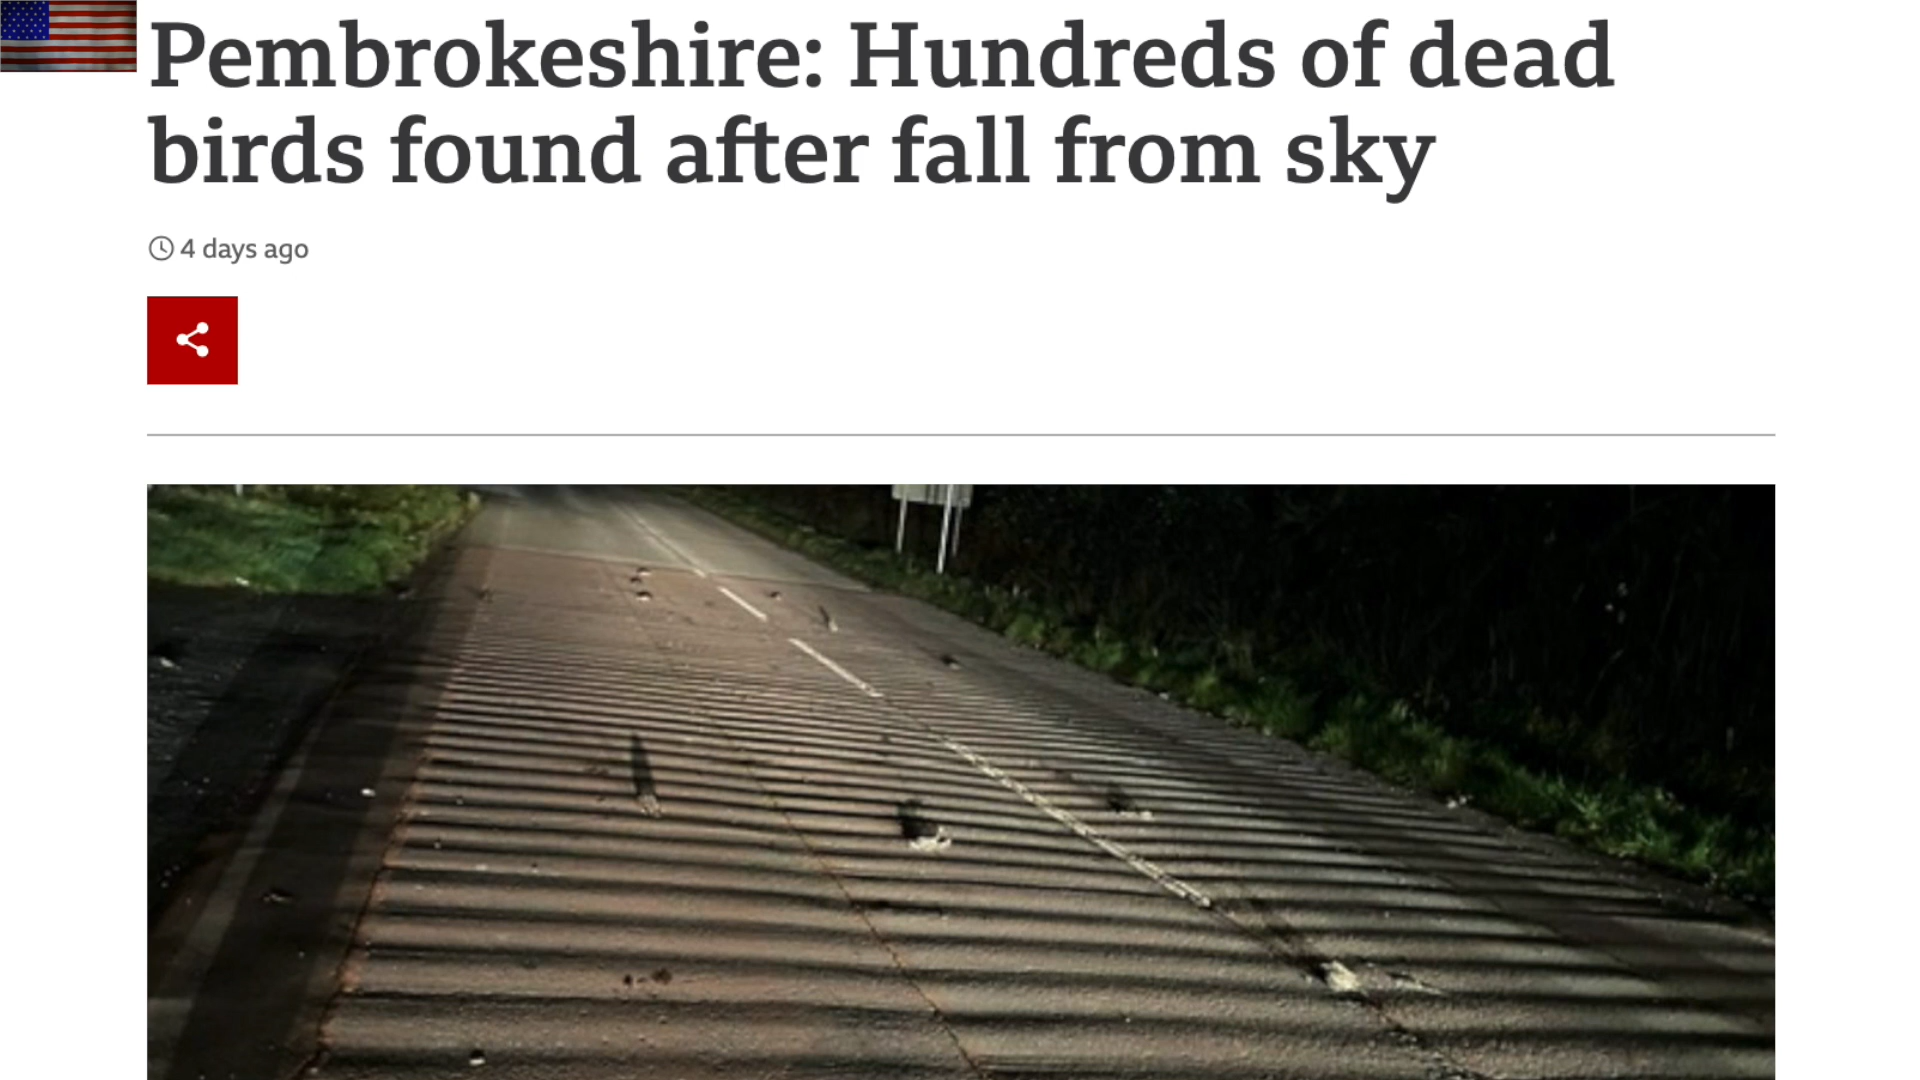 Pembrokeshire: Hundreds of dead
birds found after fall from sky
4 days ago